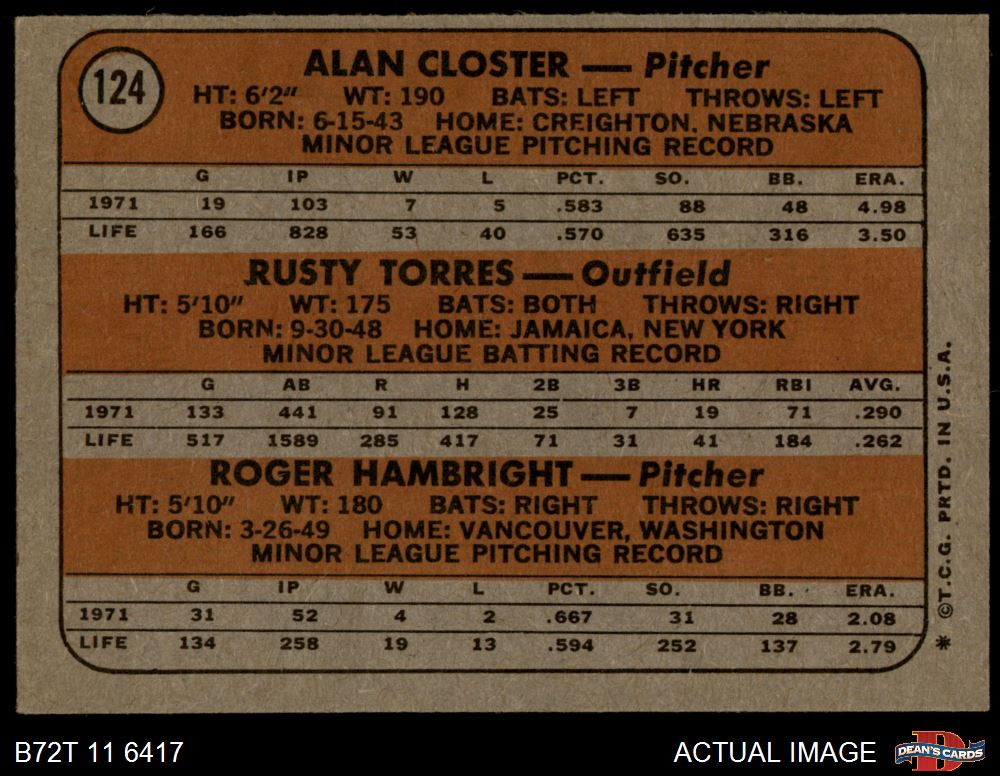 124
ALAN CLOSTER — Pitcher
HT: 6'2" WT: 190 BATS: LEFT THROWS: LEFT
BORN: 6-15-43 HOME: CREIGHTON, NEBRASKA
MINOR LEAGUE PITCHING RECORD
G IP W L PCT. SO. BB. ERA.
1971 19 103 7 5 .583 88 48 4.98
LIFE 166 828 53 40 .570 635 316 3.50
RUSTY TORRES — Outfield
HT: 5'10" WT: 175 BATS: BOTH THROWS: RIGHT
BORN: 9-30-48 HOME: JAMAICA, NEW YORK
MINOR LEAGUE BATTING RECORD
G AB R H 2B 3B HR RBI AVG.
1971 133 441 91 128 25 7 19 71 .290
LIFE 517 1589 285 417 71 31 41 184 .262
ROGER HAMBRIGHT — Pitcher
HT: 5'10" WT: 180 BATS: RIGHT THROWS: RIGHT
BORN: 3-26-49 HOME: VANCOUVER, WASHINGTON
MINOR LEAGUE PITCHING RECORD
G IP W L PCT. SO. BB. ERA.
1971 31 52 4 2 .667 31 28 2.08
LIFE 134 258 19 13 .594 252 137 2.79
* ©T.C.G. PRTD. IN U.S.A.
B72T 11 6417
ACTUAL IMAGE
D
DEAN'S CARDS